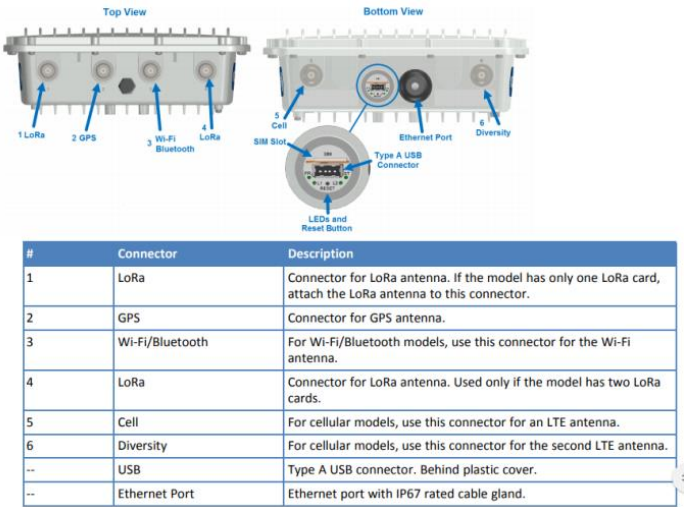 Top View
Bottom View
1 LoRa
2 GPS
3 Wi-Fi
Bluetooth
4
LoRa
5
Cell
SIM Slot
Ethernet Port
6
Diversity
Type A USB
Connector
SIM
RESET
LEDs and
Reset Button
# Connector Description
1 LoRa Connector for LoRa antenna. If the model has only one LoRa card,
attach the LoRa antenna to this connector.
2 GPS Connector for GPS antenna.
3 Wi-Fi/Bluetooth For Wi-Fi/Bluetooth models, use this connector for the Wi-Fi
antenna.
4 LoRa Connector for LoRa antenna. Used only if the model has two LoRa
cards.
5 Cell For cellular models, use this connector for an LTE antenna.
6 Diversity For cellular models, use this connector for the second LTE antenna.
-- USB Type A USB connector. Behind plastic cover.
-- Ethernet Port Ethernet port with IP67 rated cable gland.